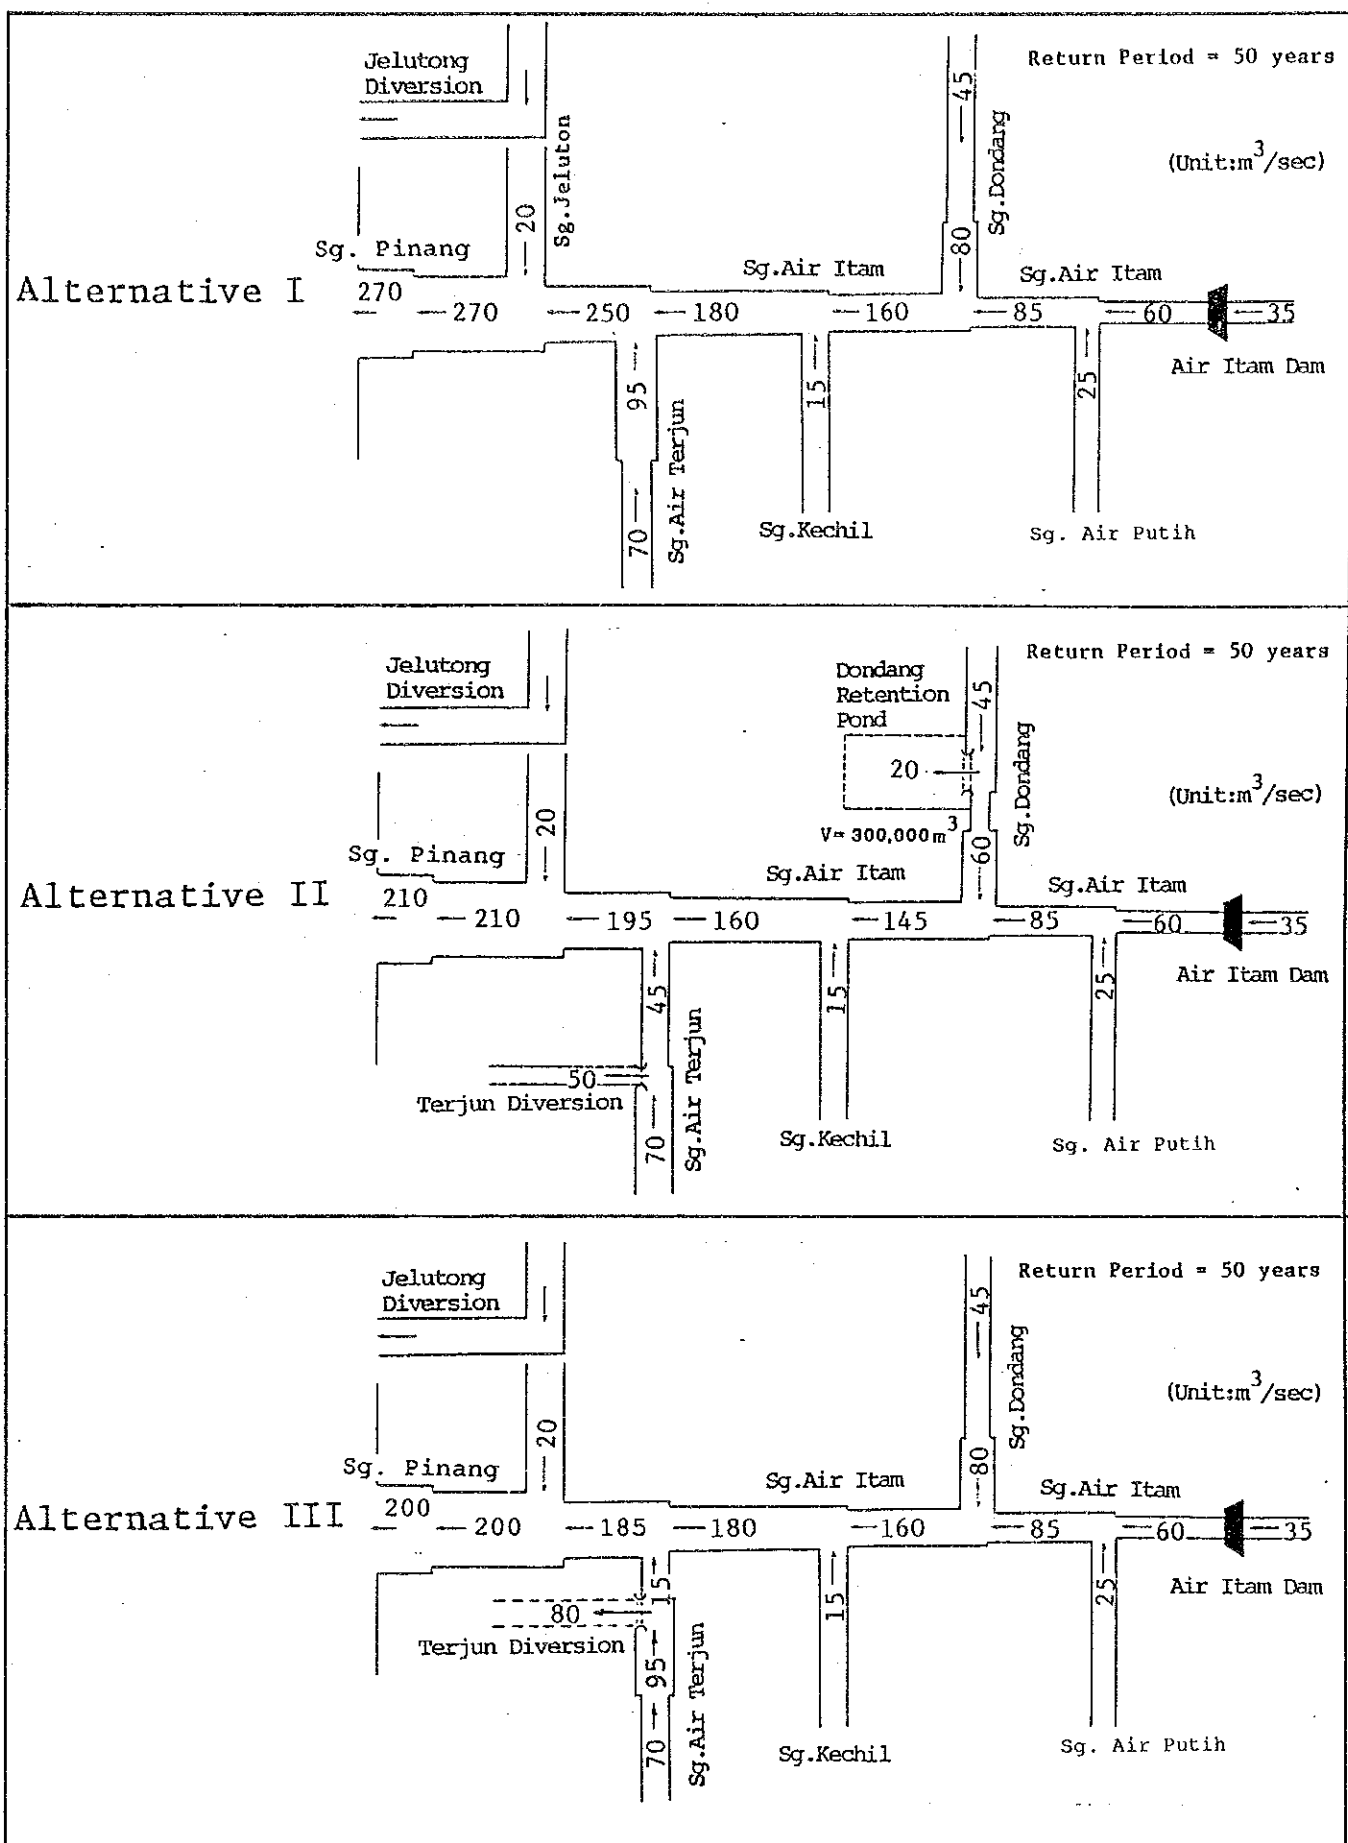 Return Period = 50 years
Jelutong
Diversion
45
Sg.Dondang
(Unit:m³/sec)
Sg.Jeluton
20
Sg. Pinang
80
Sg.Air Itam
Sg.Air Itam
Alternative I
270
270
250
180
160
85
60
35
Air Itam Dam
95
15
25
Sg.Air Terjun
70
Sg.Kechil
Sg. Air Putih
Return Period = 50 years
Jelutong
Diversion
Dondang
Retention
Pond
45
20
Sg.Dondang
(Unit:m³/sec)
V= 300,000m³
20
60
Sg. Pinang
Sg.Air Itam
Sg.Air Itam
Alternative II
210
210
195
160
145
85
60
35
Air Itam Dam
45
15
25
50
Terjun Diversion
Sg.Air Terjun
70
Sg.Kechil
Sg. Air Putih
Return Period = 50 years
Jelutong
Diversion
45
Sg.Dondang
(Unit:m³/sec)
20
Sg. Pinang
80
Sg.Air Itam
Sg.Air Itam
Alternative III
200
200
185
180
160
85
60
35
Air Itam Dam
15
15
25
80
Terjun Diversion
95
Sg.Air Terjun
70
Sg.Kechil
Sg. Air Putih